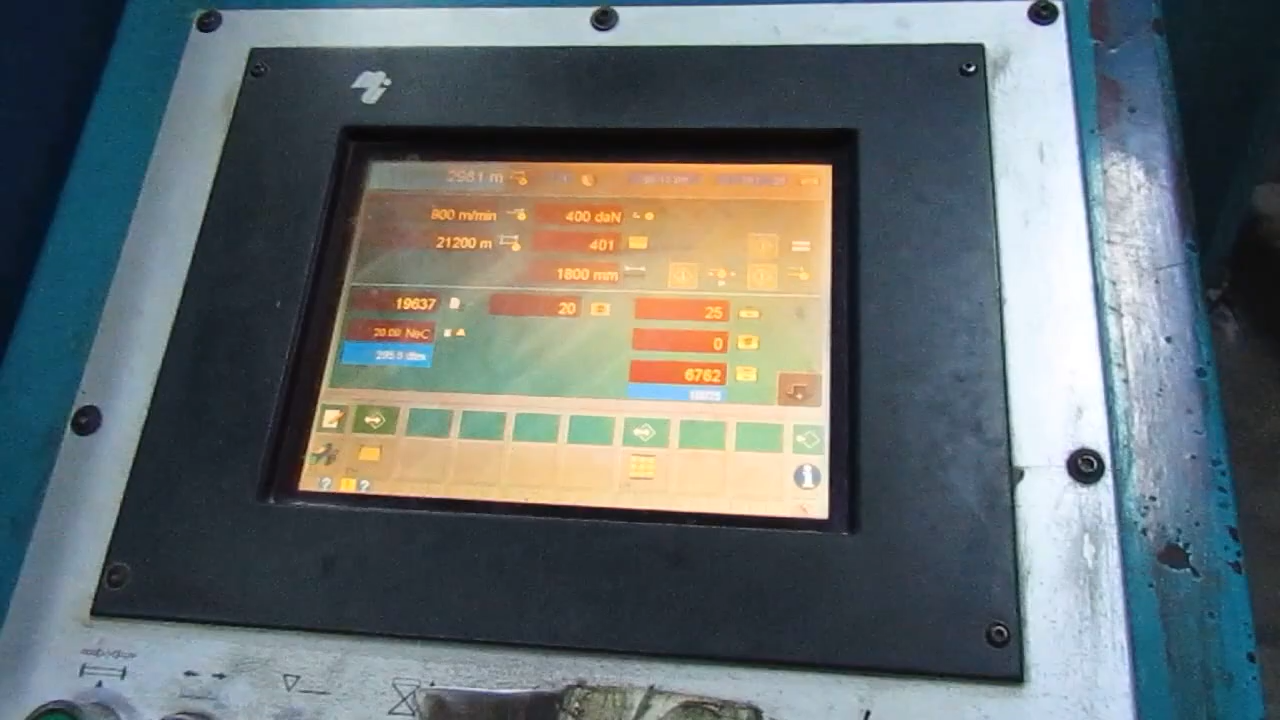 2981 m
800 m/min 400 daN
21200 m 401
1800 mm
19637 20 25
20.00 NeC 0
295.0 dtex
6762
? ?
i